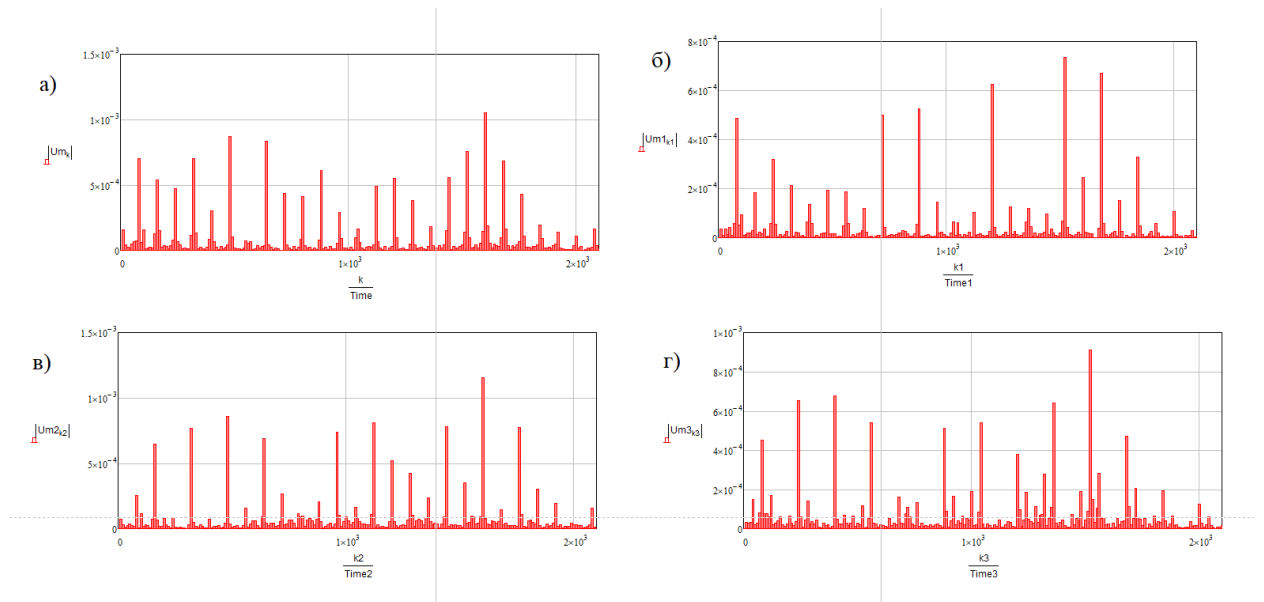 а)
1.5×10⁻³
1×10⁻³
|Umₖ|
5×10⁻⁴
0
0 1×10³ 2×10³
k
Time
б)
8×10⁻⁴
6×10⁻⁴
4×10⁻⁴
|Um1ₖ₁|
2×10⁻⁴
0
0 1×10³ 2×10³
k1
Time1
в)
1.5×10⁻³
1×10⁻³
|Um2ₖ₂|
5×10⁻⁴
0
0 1×10³ 2×10³
k2
Time2
г)
1×10⁻³
8×10⁻⁴
6×10⁻⁴
|Um3ₖ₃|
4×10⁻⁴
2×10⁻⁴
0
0 1×10³ 2×10³
k3
Time3